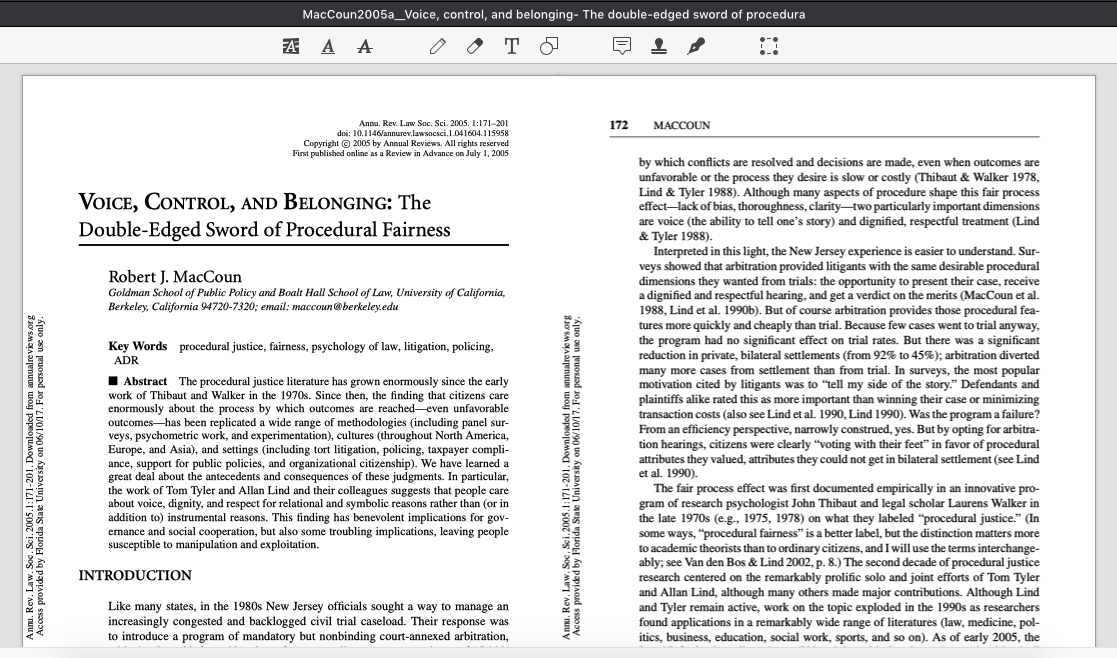 MacCoun2005a__Voice, control, and belonging- The double-edged sword of procedura
A A A T
Annu. Rev. Law Soc. Sci. 2005. 1:171–201
doi: 10.1146/annurev.lawsocsci.1.041604.115958
Copyright © 2005 by Annual Reviews. All rights reserved
First published online as a Review in Advance on July 1, 2005
VOICE, CONTROL, AND BELONGING: The
Double-Edged Sword of Procedural Fairness
Robert J. MacCoun
Goldman School of Public Policy and Boalt Hall School of Law, University of California,
Berkeley, California 94720-7320; email: maccoun@berkeley.edu
Key Words procedural justice, fairness, psychology of law, litigation, policing,
ADR
■ Abstract The procedural justice literature has grown enormously since the early
work of Thibaut and Walker in the 1970s. Since then, the finding that citizens care
enormously about the process by which outcomes are reached—even unfavorable
outcomes—has been replicated a wide range of methodologies (including panel sur-
veys, psychometric work, and experimentation), cultures (throughout North America,
Europe, and Asia), and settings (including tort litigation, policing, taxpayer compli-
ance, support for public policies, and organizational citizenship). We have learned a
great deal about the antecedents and consequences of these judgments. In particular,
the work of Tom Tyler and Allan Lind and their colleagues suggests that people care
about voice, dignity, and respect for relational and symbolic reasons rather than (or in
addition to) instrumental reasons. This finding has benevolent implications for gov-
ernance and social cooperation, but also some troubling implications, leaving people
susceptible to manipulation and exploitation.
INTRODUCTION
Like many states, in the 1980s New Jersey officials sought a way to manage an
increasingly congested and backlogged civil trial caseload. Their response was
to introduce a program of mandatory but nonbinding court-annexed arbitration,
Annu. Rev. Law. Soc. Sci. 2005.1:171-201. Downloaded from annualreviews.org
Access provided by Florida State University on 06/10/17. For personal use only.
172 MACCOUN
by which conflicts are resolved and decisions are made, even when outcomes are
unfavorable or the process they desire is slow or costly (Thibaut & Walker 1978,
Lind & Tyler 1988). Although many aspects of procedure shape this fair process
effect—lack of bias, thoroughness, clarity—two particularly important dimensions
are voice (the ability to tell one's story) and dignified, respectful treatment (Lind
& Tyler 1988).
Interpreted in this light, the New Jersey experience is easier to understand. Sur-
veys showed that arbitration provided litigants with the same desirable procedural
dimensions they wanted from trials: the opportunity to present their case, receive
a dignified and respectful hearing, and get a verdict on the merits (MacCoun et al.
1988, Lind et al. 1990b). But of course arbitration provides those procedural fea-
tures more quickly and cheaply than trial. Because few cases went to trial anyway,
the program had no significant effect on trial rates. But there was a significant
reduction in private, bilateral settlements (from 92% to 45%); arbitration diverted
many more cases from settlement than from trial. In surveys, the most popular
motivation cited by litigants was to “tell my side of the story.” Defendants and
plaintiffs alike rated this as more important than winning their case or minimizing
transaction costs (also see Lind et al. 1990, Lind 1990). Was the program a failure?
From an efficiency perspective, narrowly construed, yes. But by opting for arbitra-
tion hearings, citizens were clearly “voting with their feet” in favor of procedural
attributes they valued, attributes they could not get in bilateral settlement (see Lind
et al. 1990).
The fair process effect was first documented empirically in an innovative pro-
gram of research psychologist John Thibaut and legal scholar Laurens Walker in
the late 1970s (e.g., 1975, 1978) on what they labeled “procedural justice.” (In
some ways, “procedural fairness” is a better label, but the distinction matters more
to academic theorists than to ordinary citizens, and I will use the terms interchange-
ably; see Van den Bos & Lind 2002, p. 8.) The second decade of procedural justice
research centered on the remarkably prolific solo and joint efforts of Tom Tyler
and Allan Lind, although many others made major contributions. Although Lind
and Tyler remain active, work on the topic exploded in the 1990s as researchers
found applications in a remarkably wide range of literatures (law, medicine, pol-
itics, business, education, social work, sports, and so on). As of early 2005, the
Annu. Rev. Law. Soc. Sci. 2005.1:171-201. Downloaded from annualreviews.org
Access provided by Florida State University on 06/10/17. For personal use only.